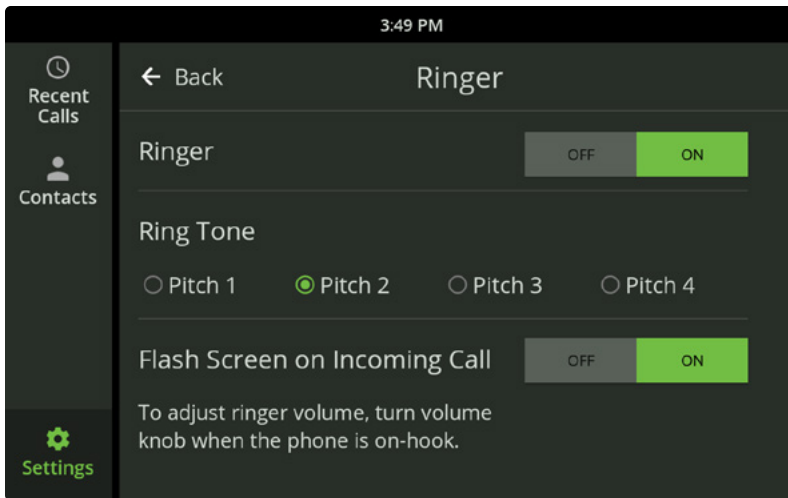 3:49 PM
Recent
Calls
Contacts
Settings
Back
Ringer
Ringer
OFF
ON
Ring Tone
Pitch 1
Pitch 2
Pitch 3
Pitch 4
Flash Screen on Incoming Call
OFF
ON
To adjust ringer volume, turn volume
knob when the phone is on-hook.